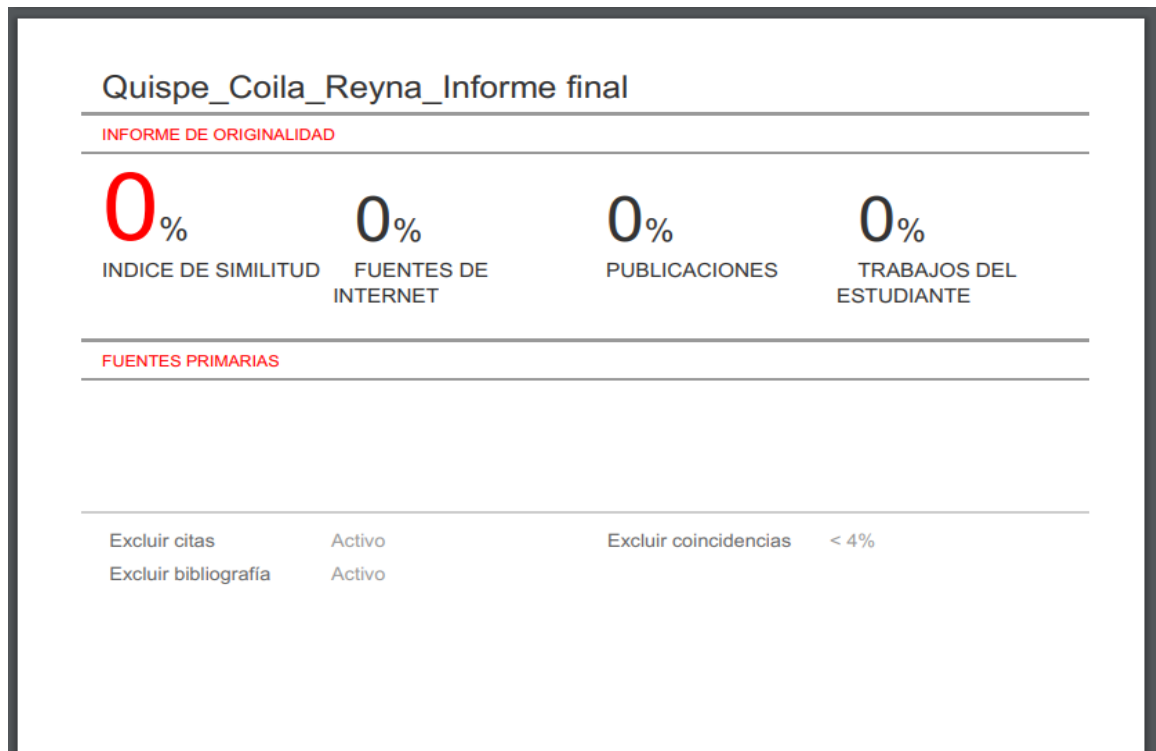 Quispe_Coila_Reyna_Informe final
INFORME DE ORIGINALIDAD
0% 0% 0% 0%
INDICE DE SIMILITUD FUENTES DE PUBLICACIONES TRABAJOS DEL
INTERNET ESTUDIANTE
FUENTES PRIMARIAS
Excluir citas Activo Excluir coincidencias < 4%
Excluir bibliografía Activo